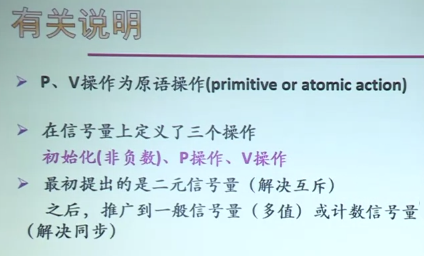 有关说明
P、V操作为原语操作(primitive or atomic action)
在信号量上定义了三个操作
初始化(非负数)、P操作、V操作
最初提出的是二元信号量（解决互斥）
之后，推广到一般信号量（多值）或计数信号量
（解决同步）